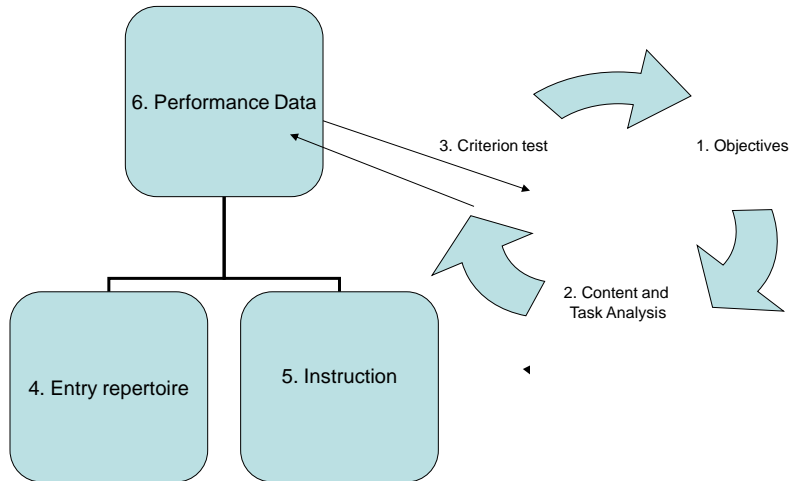 6. Performance Data
3. Criterion test
1. Objectives
2. Content and
Task Analysis
4. Entry repertoire
5. Instruction